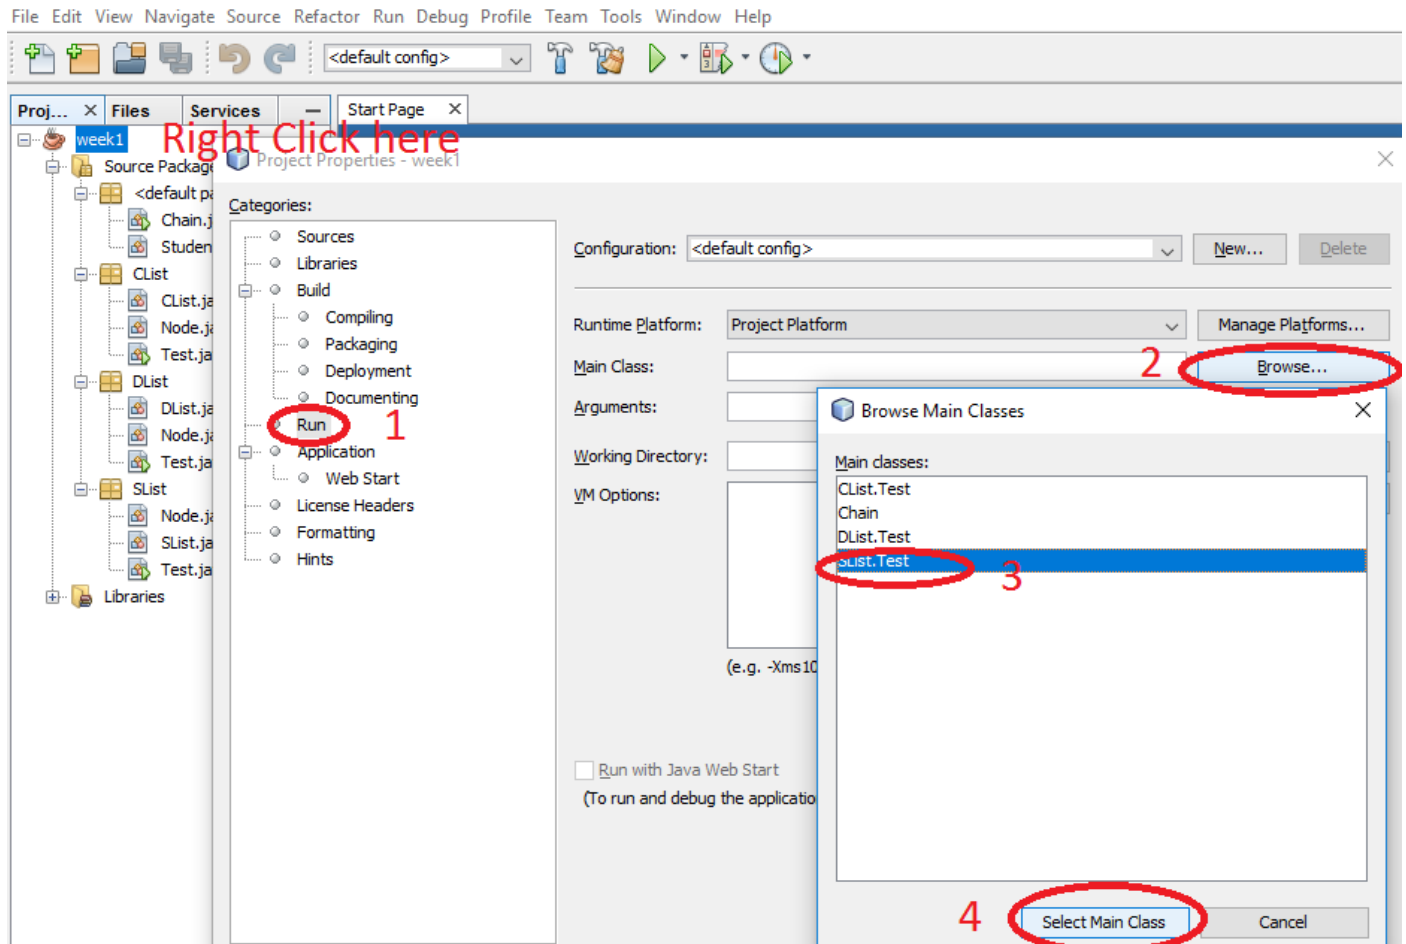 File Edit View Navigate Source Refactor Run Debug Profile Team Tools Window Help
<default config>
Proj... Files Services Start Page
Right Click here
week1
Source Package
<default pa
Chain.j
Studen
CList
CList.ja
Node.ja
Test.ja
DList
DList.ja
Node.ja
Test.ja
SList
Node.ja
SList.ja
Test.ja
Libraries
Project Properties - week1
Categories:
Sources
Libraries
Build
Compiling
Packaging
Deployment
Documenting
Run 1
Application
Web Start
License Headers
Formatting
Hints
Configuration: <default config> New... Delete
Runtime Platform: Project Platform Manage Platforms...
Main Class: 2 Browse...
Arguments:
Working Directory:
VM Options:
(e.g. -Xms10
Run with Java Web Start
(To run and debug the applicatio
Browse Main Classes
Main classes:
CList.Test
Chain
DList.Test
SList.Test 3
4 Select Main Class Cancel